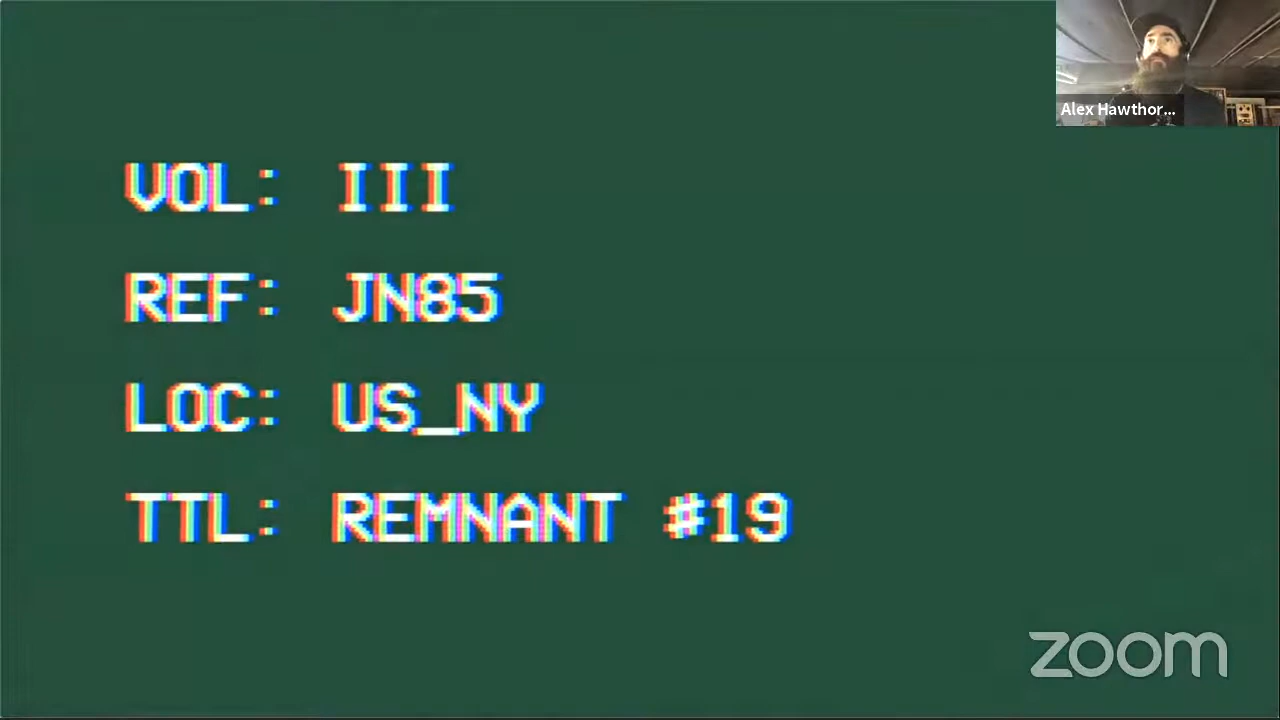 Alex Hawthor...
VOL: III
REF: JN85
LOC: US_NY
TTL: REMNANT #19
zoom